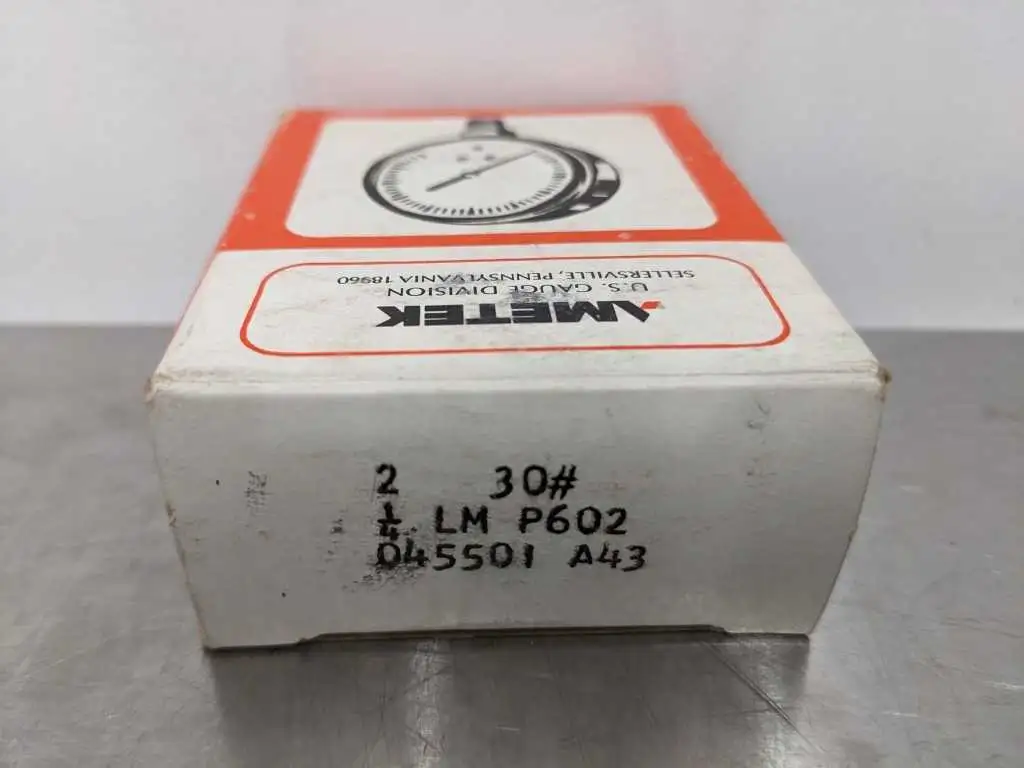 AMETEK
U.S. GAUGE DIVISION
SELLERSVILLE, PENNSYLVANIA 18960
2 30#
1/4 LM P602
045501 A43